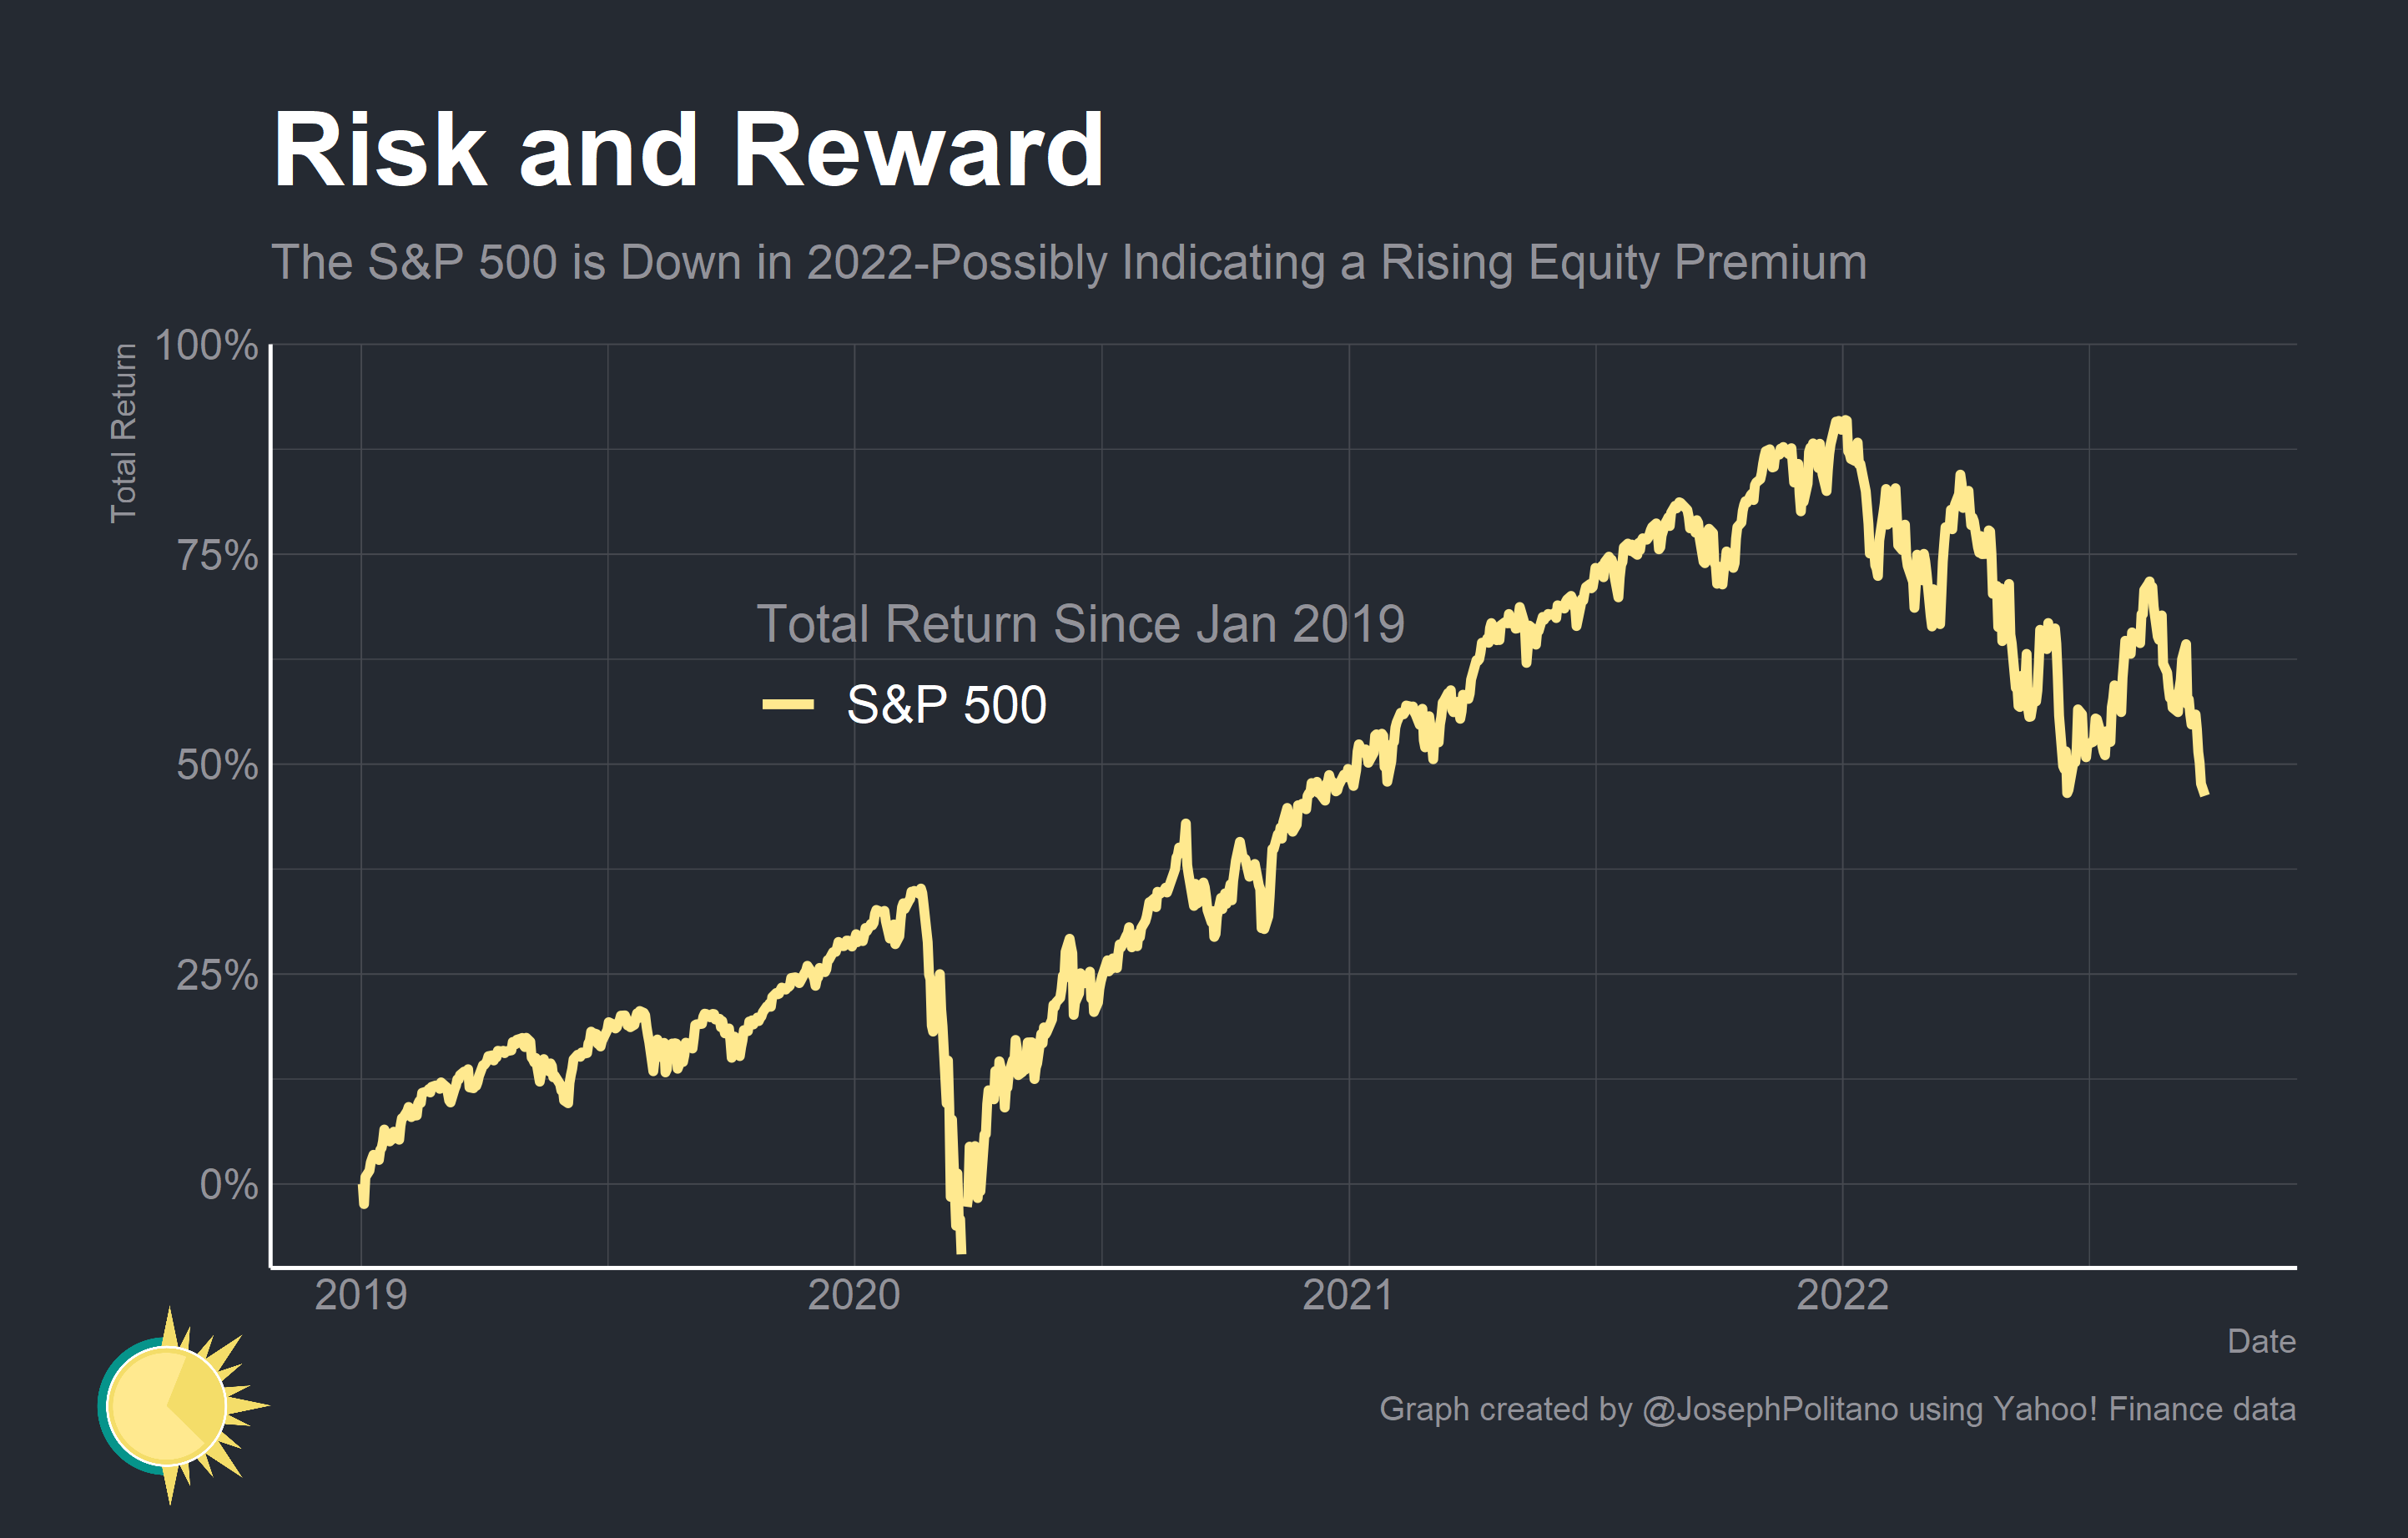 Risk and Reward
The S&P 500 is Down in 2022-Possibly Indicating a Rising Equity Premium
Total Return
100%
75%
50%
25%
0%
Total Return Since Jan 2019
S&P 500
2019 2020 2021 2022
Date
Graph created by @JosephPolitano using Yahoo! Finance data